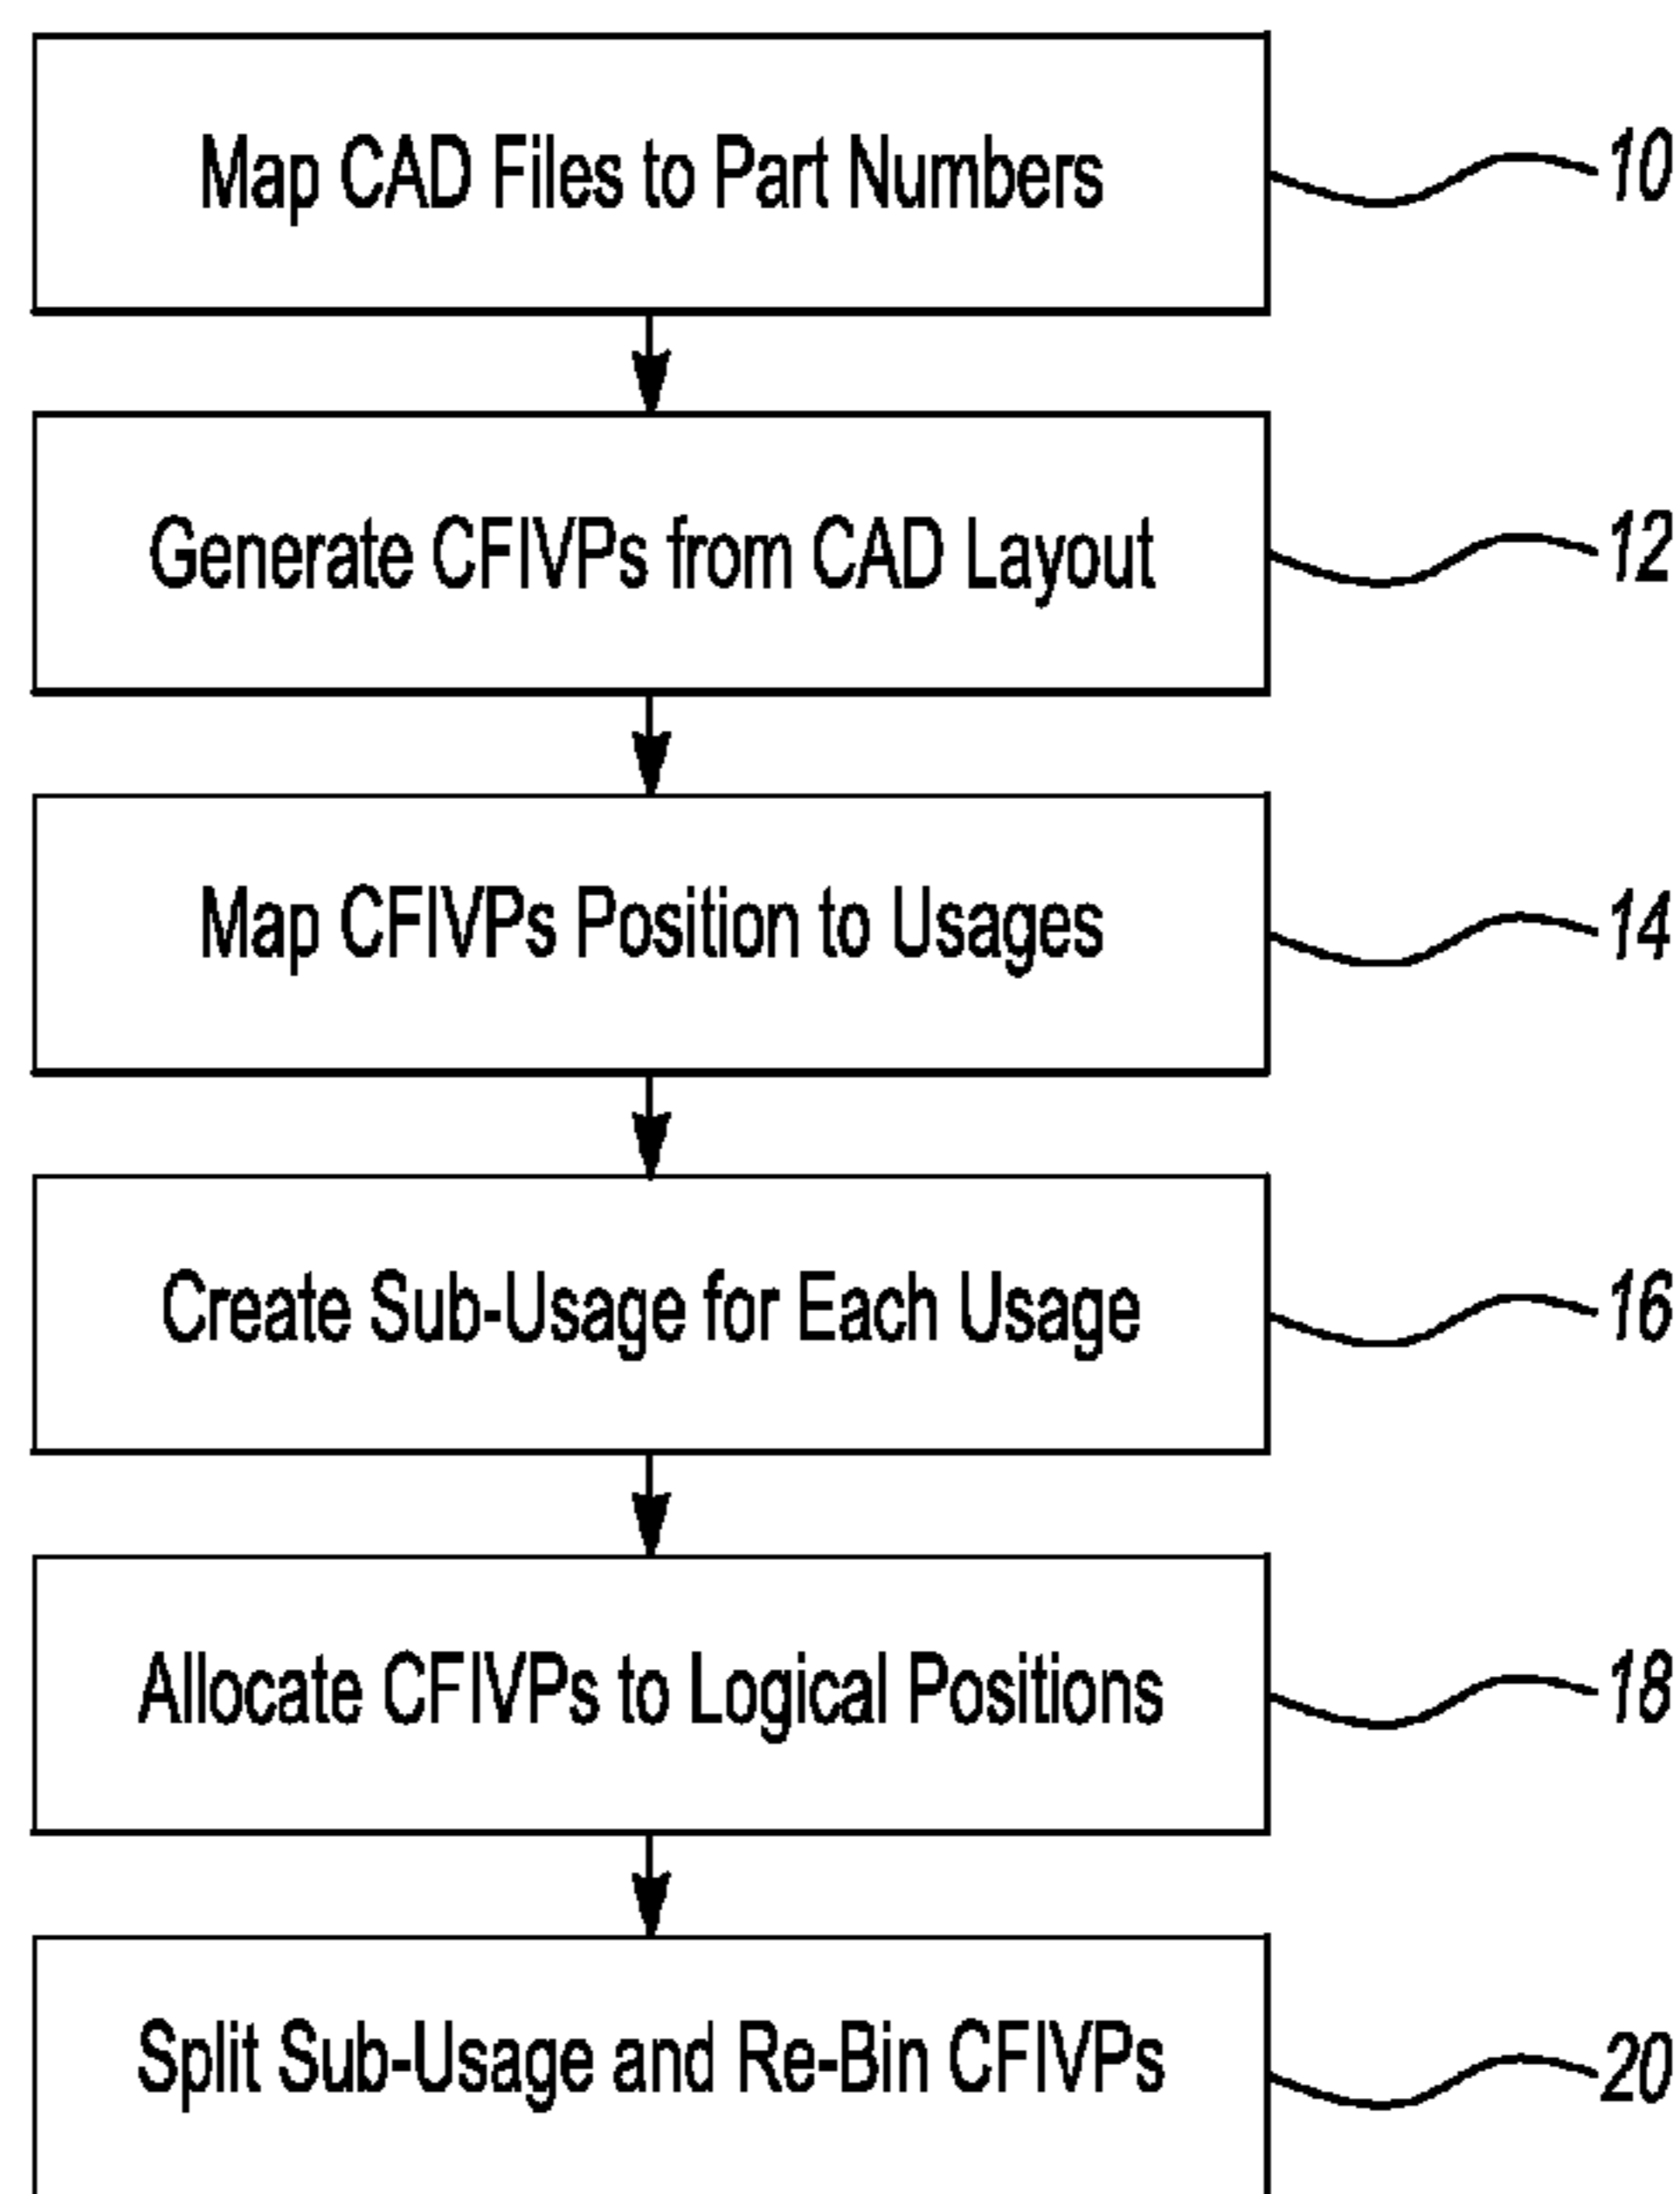 Map CAD Files to Part Numbers 10
Generate CFIVPs from CAD Layout 12
Map CFIVPs Position to Usages 14
Create Sub-Usage for Each Usage 16
Allocate CFIVPs to Logical Positions 18
Split Sub-Usage and Re-Bin CFIVPs 20